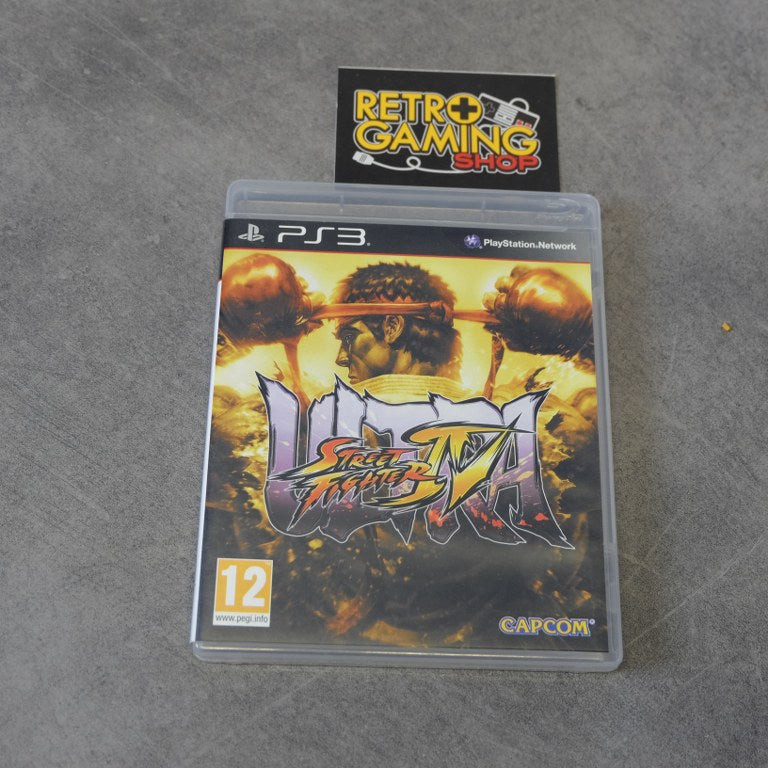 RETRO
GAMING
SHOP
PS3
PlayStation®Network
ULTRA
STREET
FIGHTER IV
12
www.pegi.info
CAPCOM®